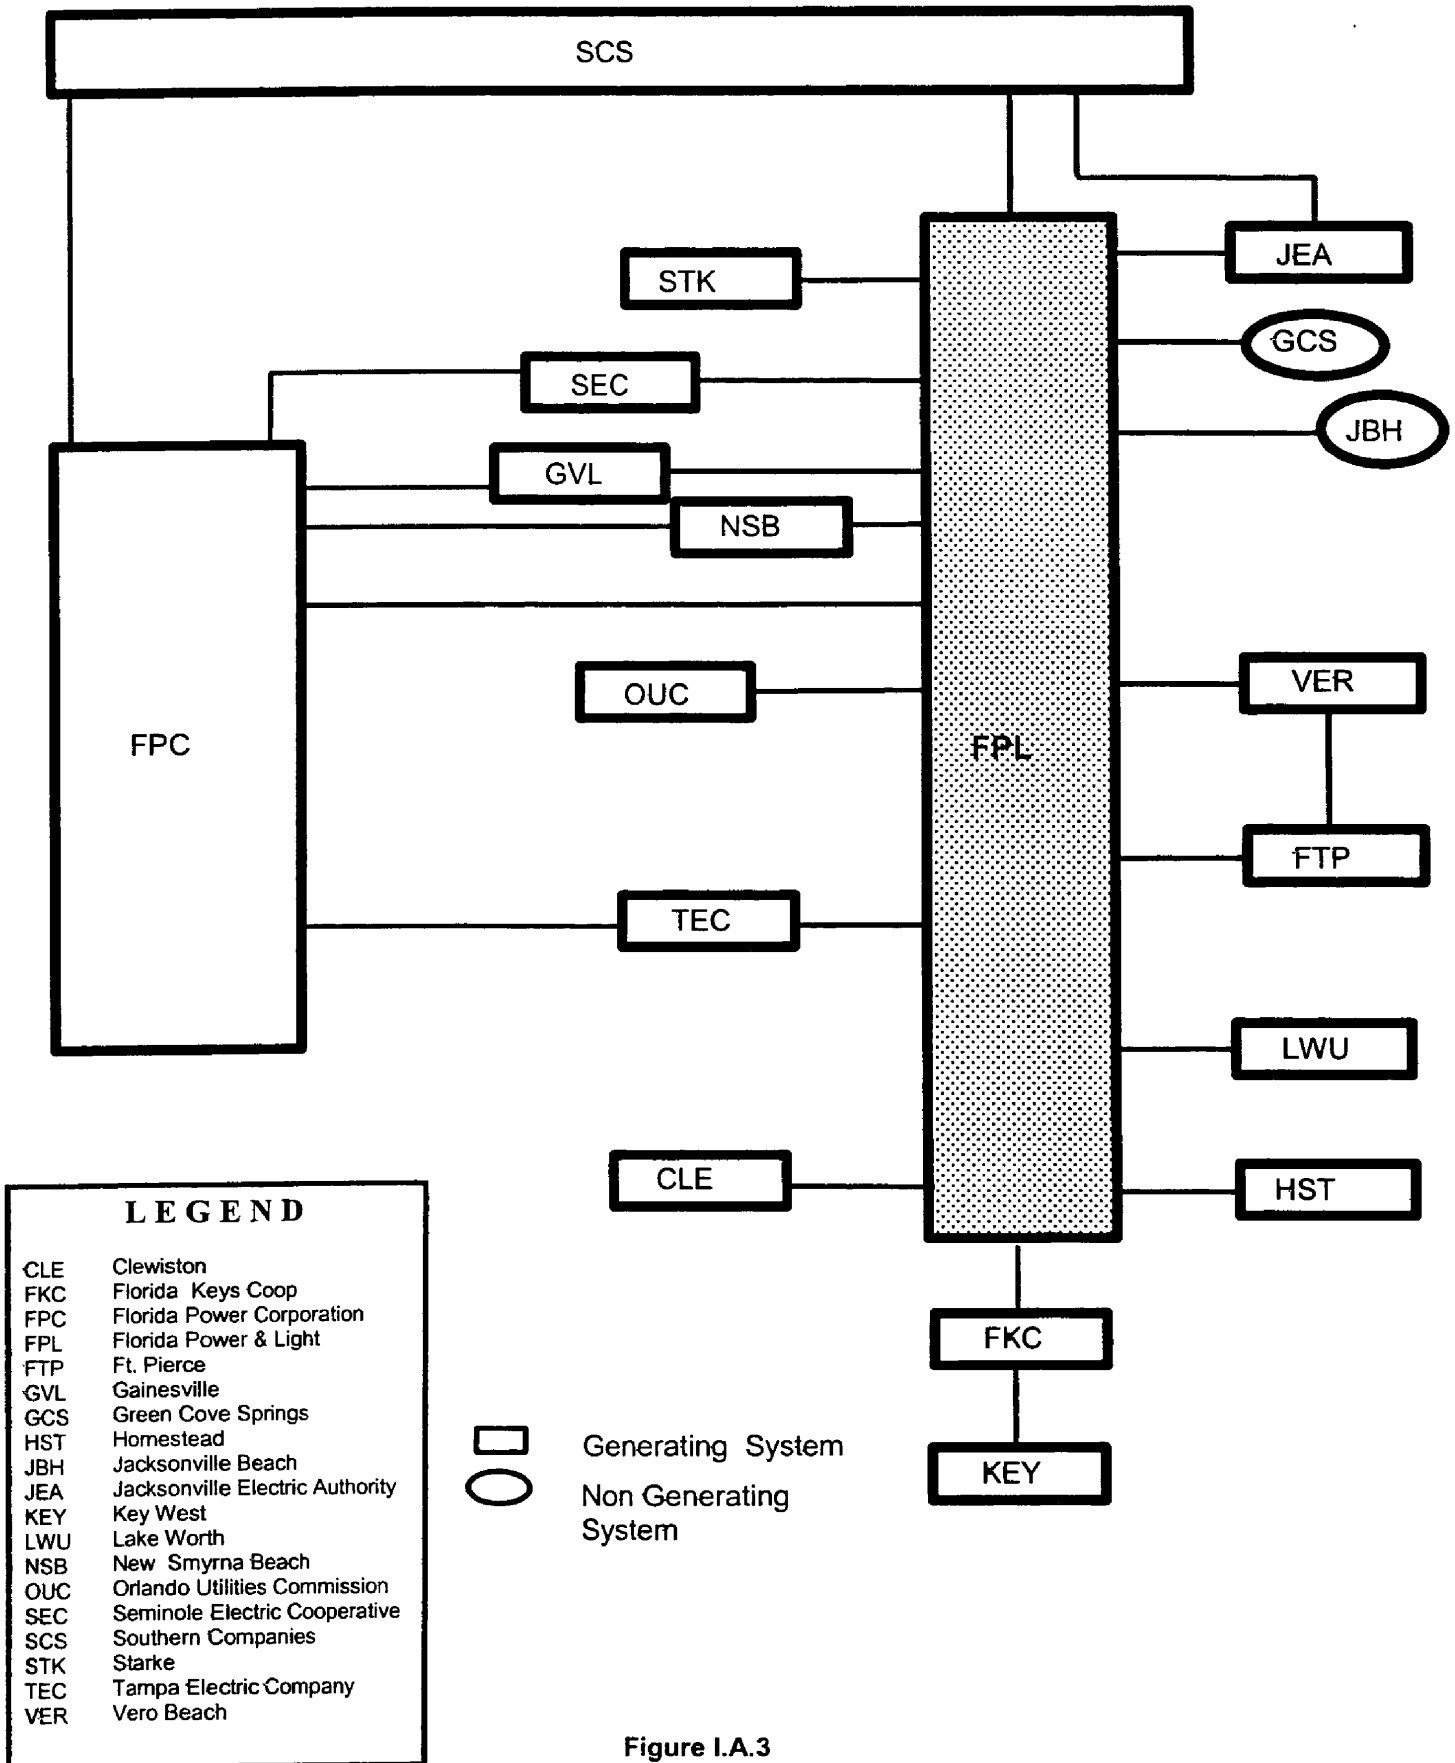 SCS
JEA
STK
GCS
SEC
JBH
GVL
NSB
OUC
VER
FPC
FPL
FTP
TEC
LWU
CLE
HST
LEGEND
CLE Clewiston
FKC Florida Keys Coop
FPC Florida Power Corporation
FPL Florida Power & Light
FTP Ft. Pierce
GVL Gainesville
GCS Green Cove Springs
HST Homestead
JBH Jacksonville Beach
JEA Jacksonville Electric Authority
KEY Key West
LWU Lake Worth
NSB New Smyrna Beach
OUC Orlando Utilities Commission
SEC Seminole Electric Cooperative
SCS Southern Companies
STK Starke
TEC Tampa Electric Company
VER Vero Beach
FKC
KEY
Generating System
Non Generating
System
Figure I.A.3